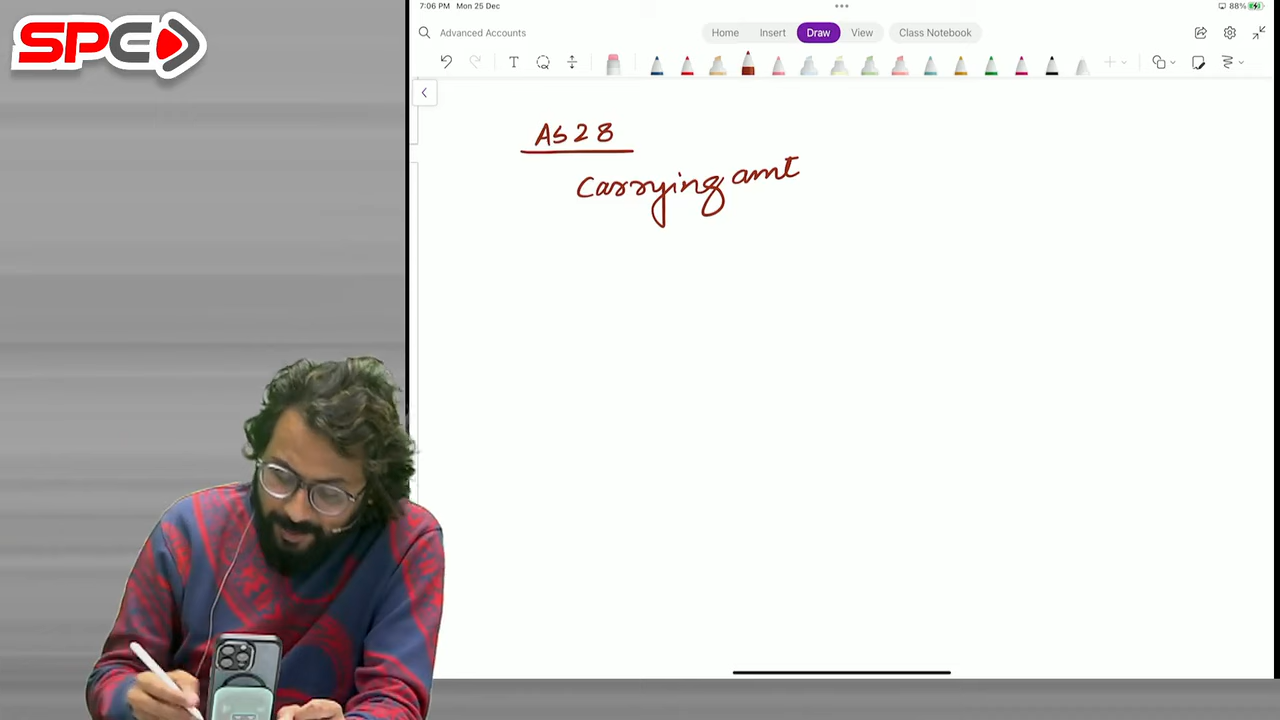 SPC
7:06 PM Mon 25 Dec
88%
Advanced Accounts
Home Insert Draw View Class Notebook
AS 28
Carrying amt